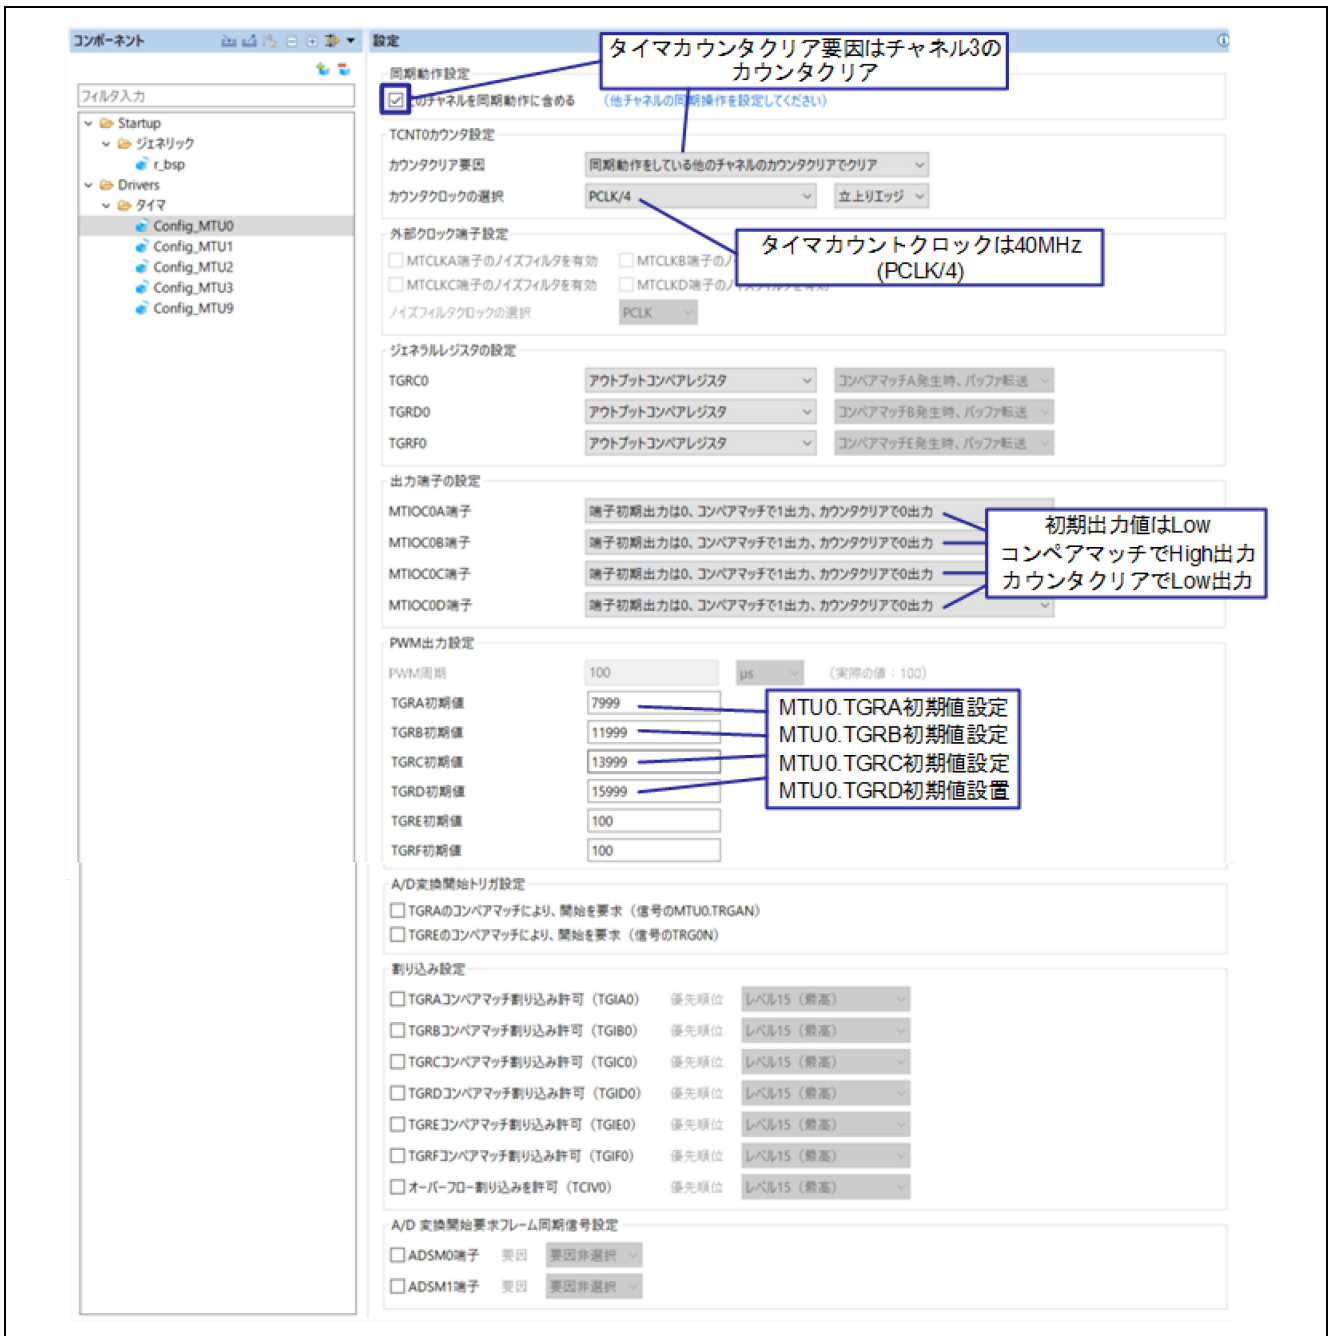 コンポーネント
設定
タイマカウンタクリア要因はチャネル3の
カウンタクリア
フィルタ入力
Startup
ジェネリック
r_bsp
Drivers
タイマ
Config_MTU0
Config_MTU1
Config_MTU2
Config_MTU3
Config_MTU9
同期動作設定
このチャネルを同期動作に含める (他チャネルの同期操作を設定してください)
TCNT0カウンタ設定
カウンタクリア要因 同期動作をしている他のチャネルのカウンタクリアでクリア
カウンタクロックの選択 PCLK/4 立上りエッジ
タイマカウントクロックは40MHz
(PCLK/4)
外部クロック端子設定
MTCLKA端子のノイズフィルタを有効 MTCLKB端子のノ
MTCLKC端子のノイズフィルタを有効 MTCLKD端子のノイズフィルタを有効
ノイズフィルタクロックの選択 PCLK
ジェネラルレジスタの設定
TGRC0 アウトプットコンペアレジスタ コンペアマッチA発生時、バッファ転送
TGRD0 アウトプットコンペアレジスタ コンペアマッチB発生時、バッファ転送
TGRF0 アウトプットコンペアレジスタ コンペアマッチE発生時、バッファ転送
出力端子の設定
MTIOC0A端子 端子初期出力は0、コンペアマッチで1出力、カウンタクリアで0出力
MTIOC0B端子 端子初期出力は0、コンペアマッチで1出力、カウンタクリアで0出力
MTIOC0C端子 端子初期出力は0、コンペアマッチで1出力、カウンタクリアで0出力
MTIOC0D端子 端子初期出力は0、コンペアマッチで1出力、カウンタクリアで0出力
初期出力値はLow
コンペアマッチでHigh出力
カウンタクリアでLow出力
PWM出力設定
PWM周期 100 μs (実際の値：100)
TGRA初期値 7999
TGRB初期値 11999
TGRC初期値 13999
TGRD初期値 15999
TGRE初期値 100
TGRF初期値 100
MTU0.TGRA初期値設定
MTU0.TGRB初期値設定
MTU0.TGRC初期値設定
MTU0.TGRD初期値設置
A/D変換開始トリガ設定
TGRAのコンペアマッチにより、開始を要求（信号のMTU0.TRGAN）
TGREのコンペアマッチにより、開始を要求（信号のTRG0N）
割り込み設定
TGRAコンペアマッチ割り込み許可（TGIA0） 優先順位 レベル15（最高）
TGRBコンペアマッチ割り込み許可（TGIB0） 優先順位 レベル15（最高）
TGRCコンペアマッチ割り込み許可（TGIC0） 優先順位 レベル15（最高）
TGRDコンペアマッチ割り込み許可（TGID0） 優先順位 レベル15（最高）
TGREコンペアマッチ割り込み許可（TGIE0） 優先順位 レベル15（最高）
TGRFコンペアマッチ割り込み許可（TGIF0） 優先順位 レベル15（最高）
オーバーフロー割り込みを許可（TCIV0） 優先順位 レベル15（最高）
A/D 変換開始要求フレーム同期信号設定
ADSM0端子 要因 要因非選択
ADSM1端子 要因 要因非選択